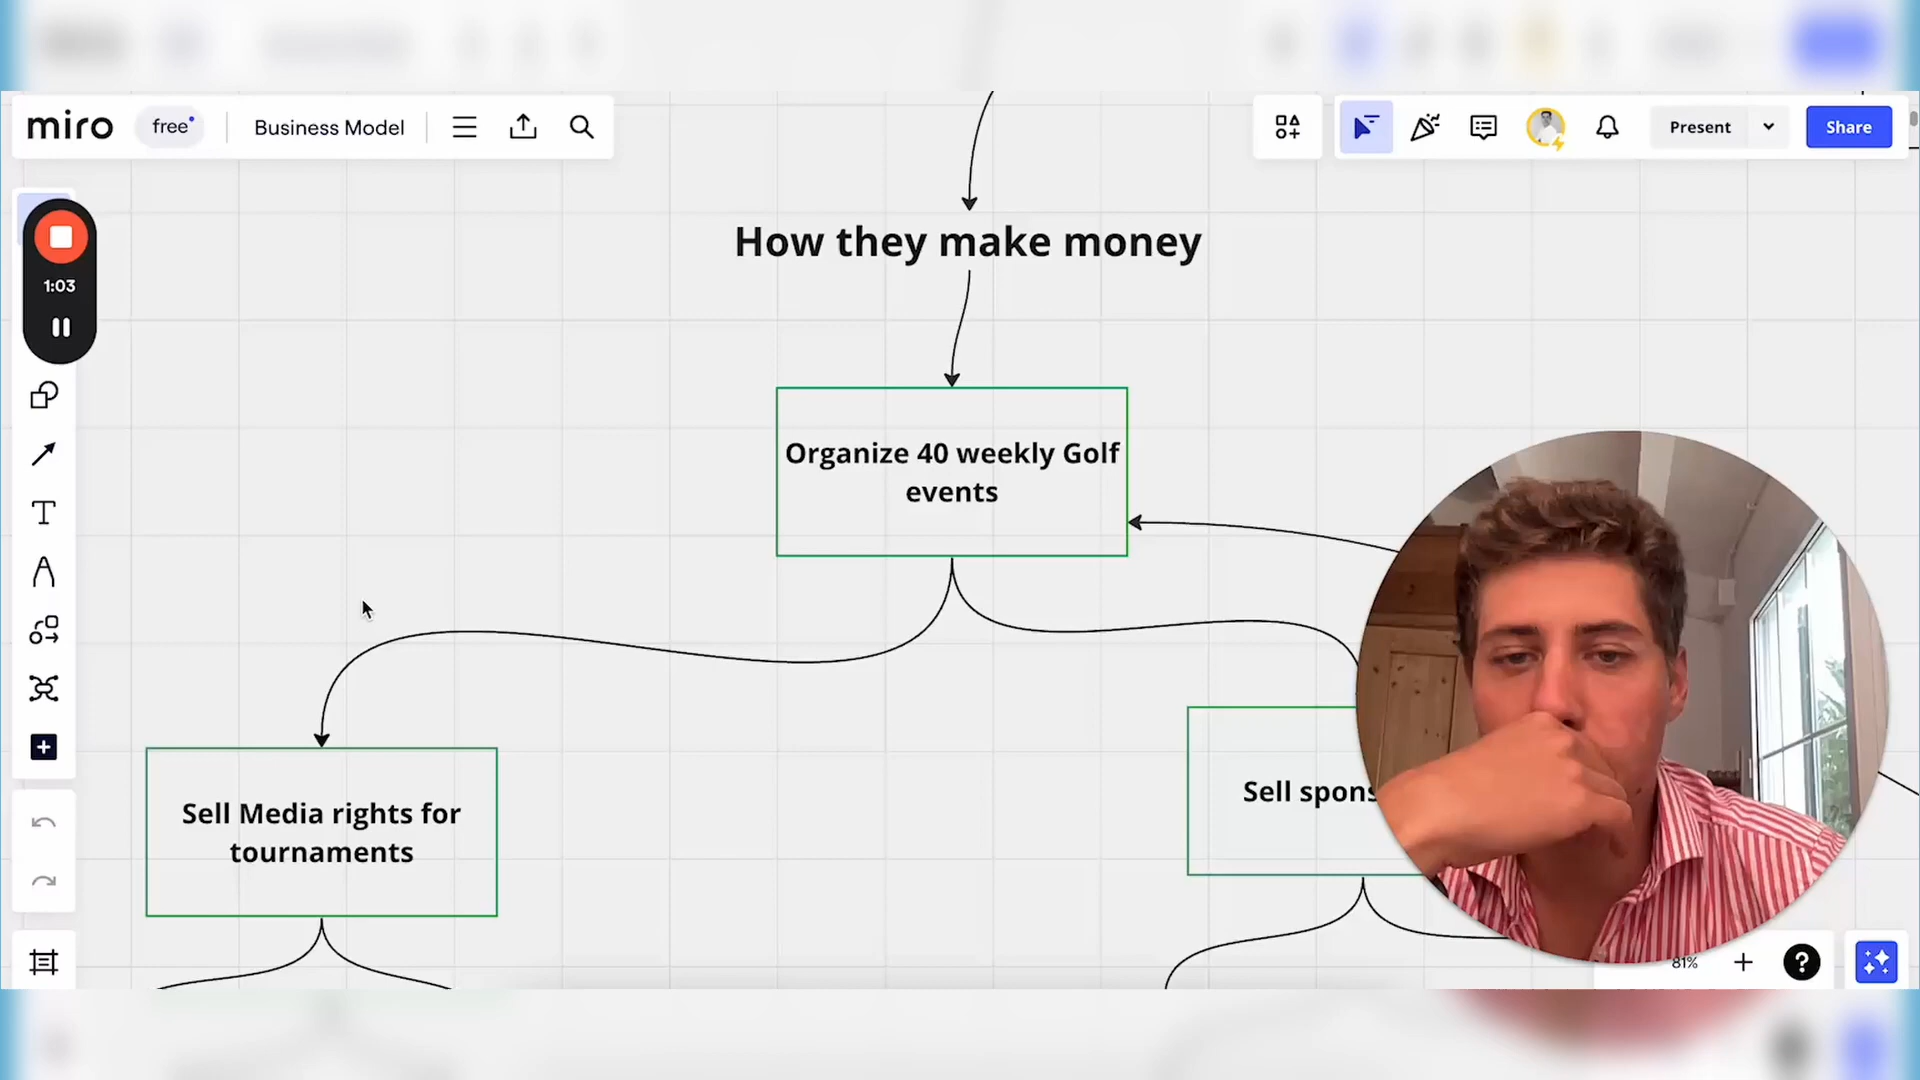 miro
free
Business Model
Present
Share
1:03
How they make money
Organize 40 weekly Golf
events
Sell Media rights for
tournaments
Sell spons
81%